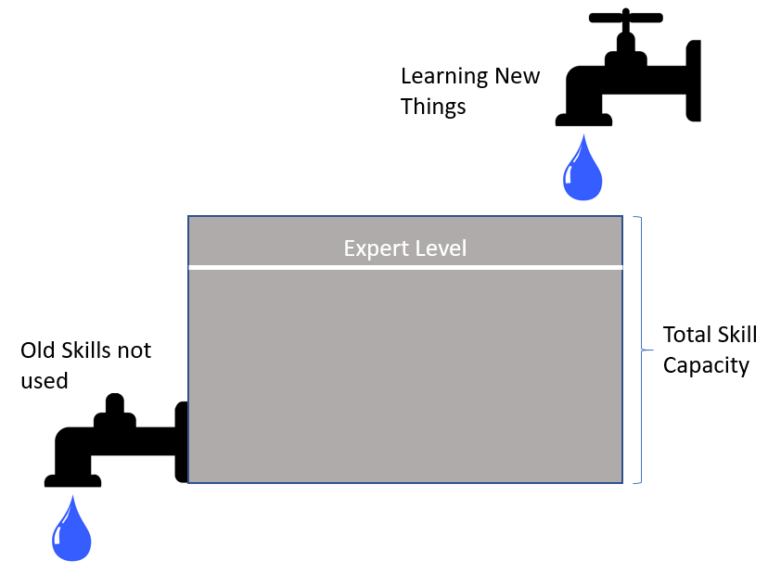 Learning New
Things
Expert Level
Old Skills not
used
Total Skill
Capacity